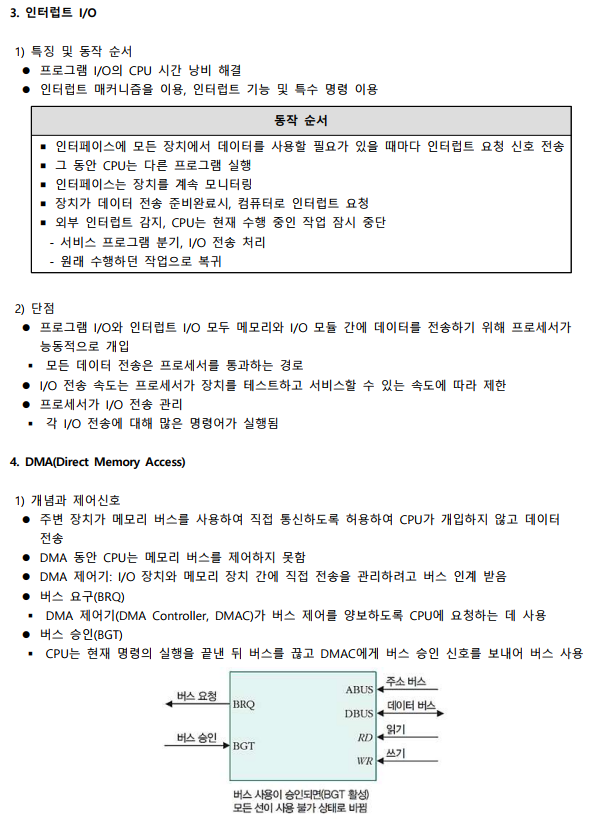 3. 인터럽트 I/O
1) 특징 및 동작 순서
● 프로그램 I/O의 CPU 시간 낭비 해결
● 인터럽트 매커니즘을 이용, 인터럽트 기능 및 특수 명령 이용
동작 순서
▪ 인터페이스에 모든 장치에서 데이터를 사용할 필요가 있을 때마다 인터럽트 요청 신호 전송
▪ 그 동안 CPU는 다른 프로그램 실행
▪ 인터페이스는 장치를 계속 모니터링
▪ 장치가 데이터 전송 준비완료시, 컴퓨터로 인터럽트 요청
▪ 외부 인터럽트 감지, CPU는 현재 수행 중인 작업 잠시 중단
- 서비스 프로그램 분기, I/O 전송 처리
- 원래 수행하던 작업으로 복귀
2) 단점
● 프로그램 I/O와 인터럽트 I/O 모두 메모리와 I/O 모듈 간에 데이터를 전송하기 위해 프로세서가
능동적으로 개입
▪ 모든 데이터 전송은 프로세서를 통과하는 경로
● I/O 전송 속도는 프로세서가 장치를 테스트하고 서비스할 수 있는 속도에 따라 제한
● 프로세서가 I/O 전송 관리
▪ 각 I/O 전송에 대해 많은 명령어가 실행됨
4. DMA(Direct Memory Access)
1) 개념과 제어신호
● 주변 장치가 메모리 버스를 사용하여 직접 통신하도록 허용하여 CPU가 개입하지 않고 데이터
전송
● DMA 동안 CPU는 메모리 버스를 제어하지 못함
● DMA 제어기: I/O 장치와 메모리 장치 간에 직접 전송을 관리하려고 버스 인계 받음
● 버스 요구(BRQ)
▪ DMA 제어기(DMA Controller, DMAC)가 버스 제어를 양보하도록 CPU에 요청하는 데 사용
● 버스 승인(BGT)
▪ CPU는 현재 명령의 실행을 끝낸 뒤 버스를 끊고 DMAC에게 버스 승인 신호를 보내어 버스 사용
버스 요청 BRQ ABUS 주소 버스
DBUS 데이터 버스
버스 승인 BGT RD 읽기
WR 쓰기
버스 사용이 승인되면(BGT 활성)
모든 선이 사용 불가 상태로 바뀜